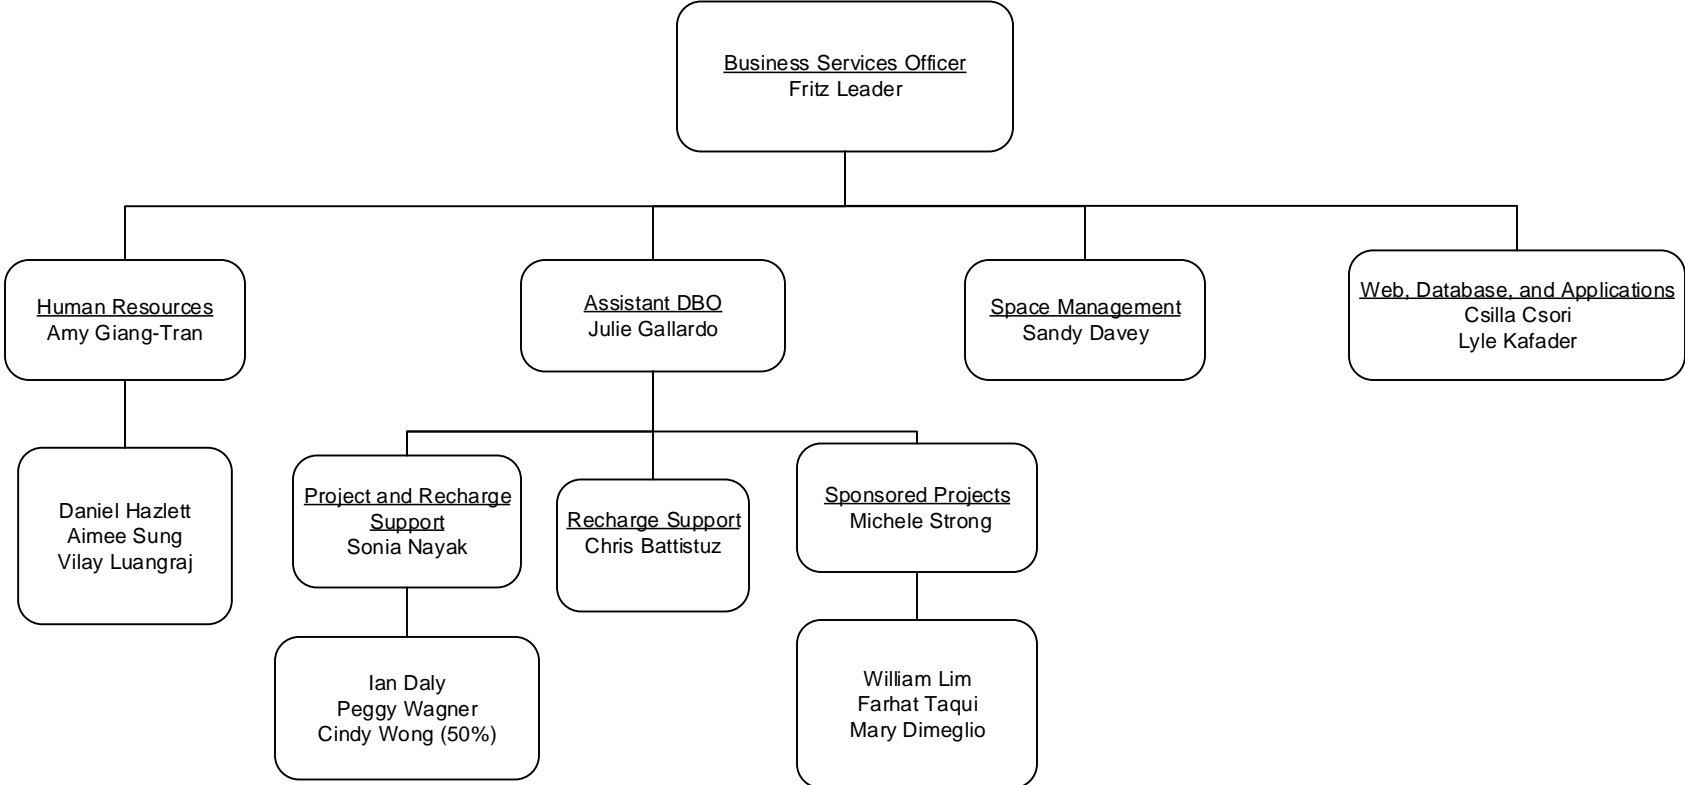 Business Services Officer
Fritz Leader
Human Resources
Amy Giang-Tran
Assistant DBO
Julie Gallardo
Space Management
Sandy Davey
Web, Database, and Applications
Csilla Csori
Lyle Kafader
Daniel Hazlett
Aimee Sung
Vilay Luangraj
Project and Recharge
Support
Sonia Nayak
Recharge Support
Chris Battistuz
Sponsored Projects
Michele Strong
Ian Daly
Peggy Wagner
Cindy Wong (50%)
William Lim
Farhat Taqui
Mary Dimeglio